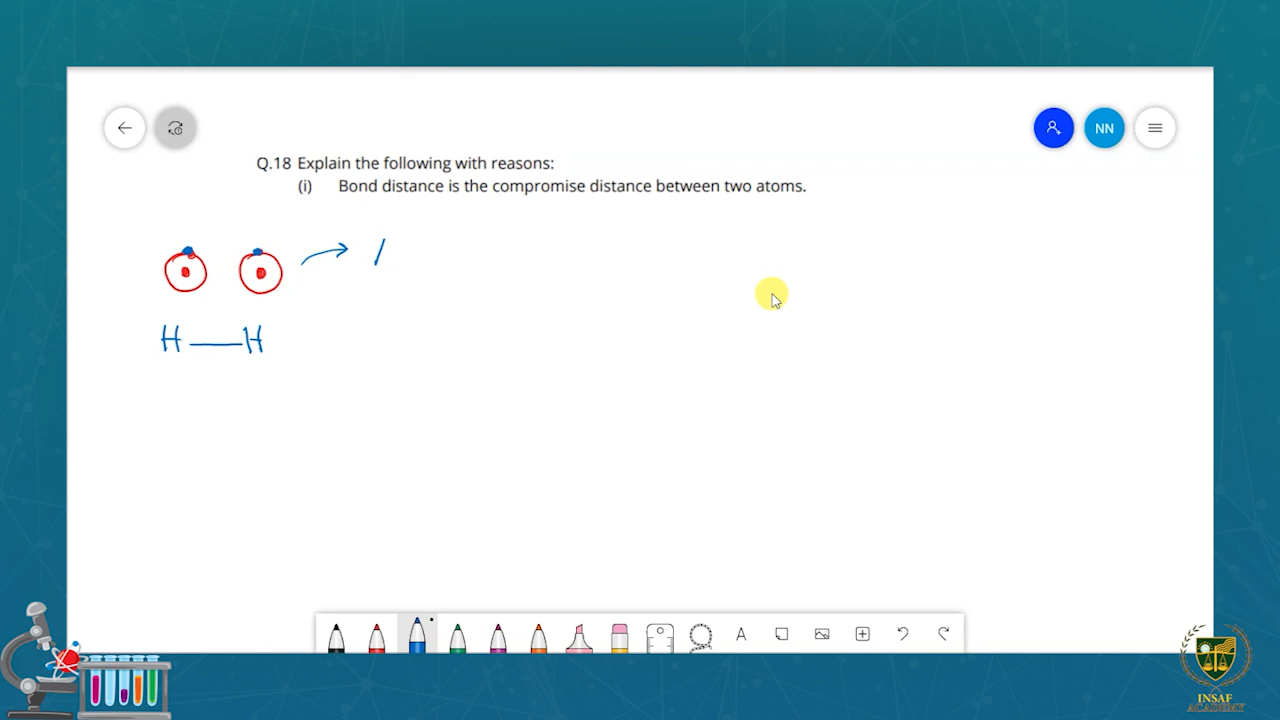 NN
Q.18 Explain the following with reasons:
(i) Bond distance is the compromise distance between two atoms.
H — H
A
INSAF
ACADEMY